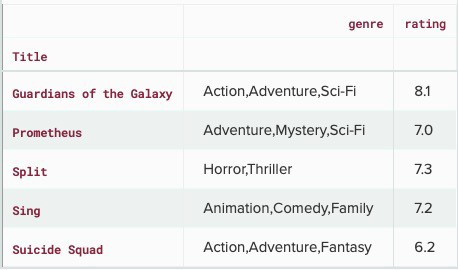 genre rating
Title
Guardians of the Galaxy Action,Adventure,Sci-Fi 8.1
Prometheus Adventure,Mystery,Sci-Fi 7.0
Split Horror,Thriller 7.3
Sing Animation,Comedy,Family 7.2
Suicide Squad Action,Adventure,Fantasy 6.2